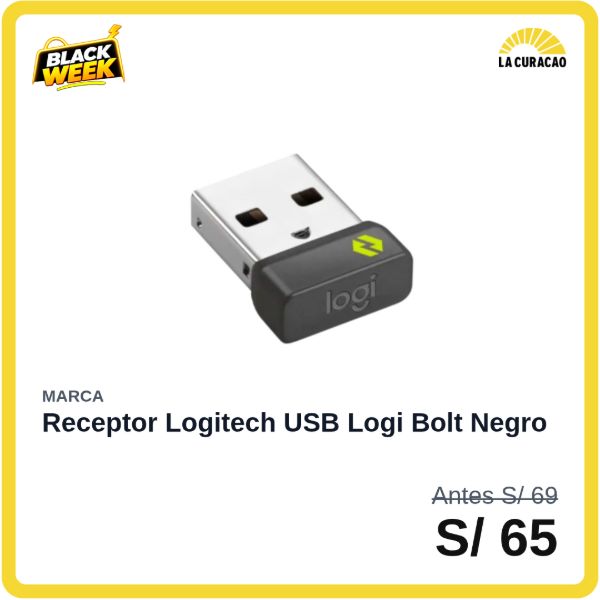 BLACK
WEEK
LA CURACAO
logi
MARCA
Receptor Logitech USB Logi Bolt Negro
Antes S/ 69
S/ 65